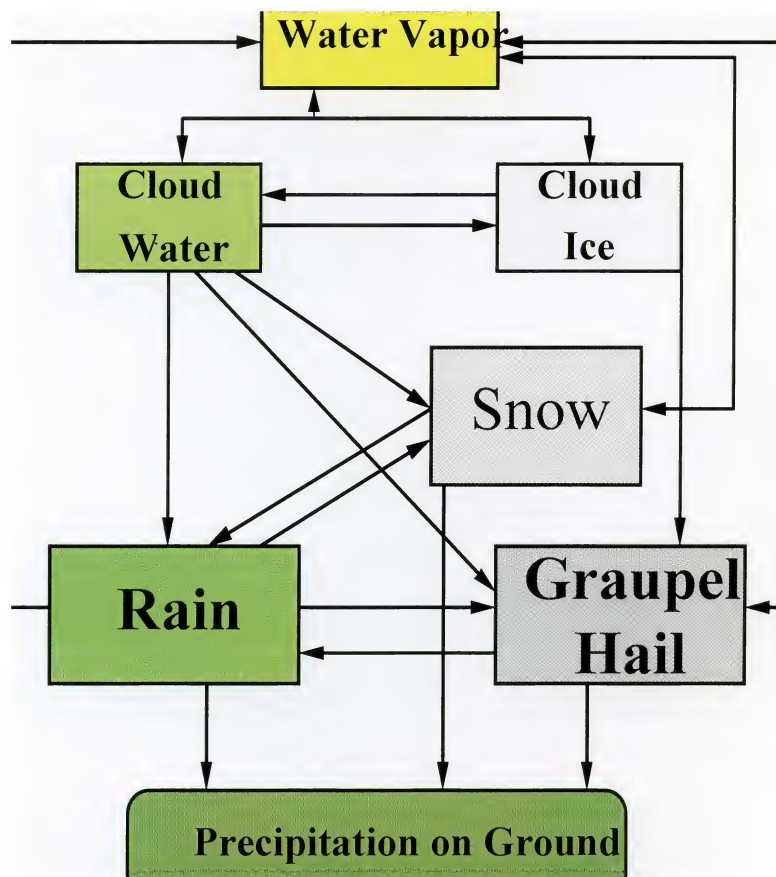 Water Vapor
Cloud
Water
Cloud
Ice
Snow
Rain
Graupel
Hail
Precipitation on Ground